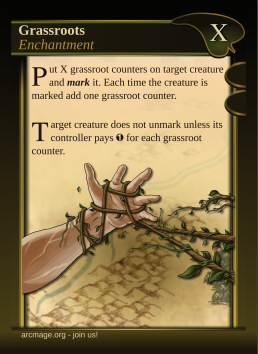 Grassroots
Enchantment
X
Put X grassroot counters on target creature
and mark it. Each time the creature is
marked add one grassroot counter.
Target creature does not unmark unless its
controller pays ❶ for each grassroot
counter.
arcmage.org - join us!